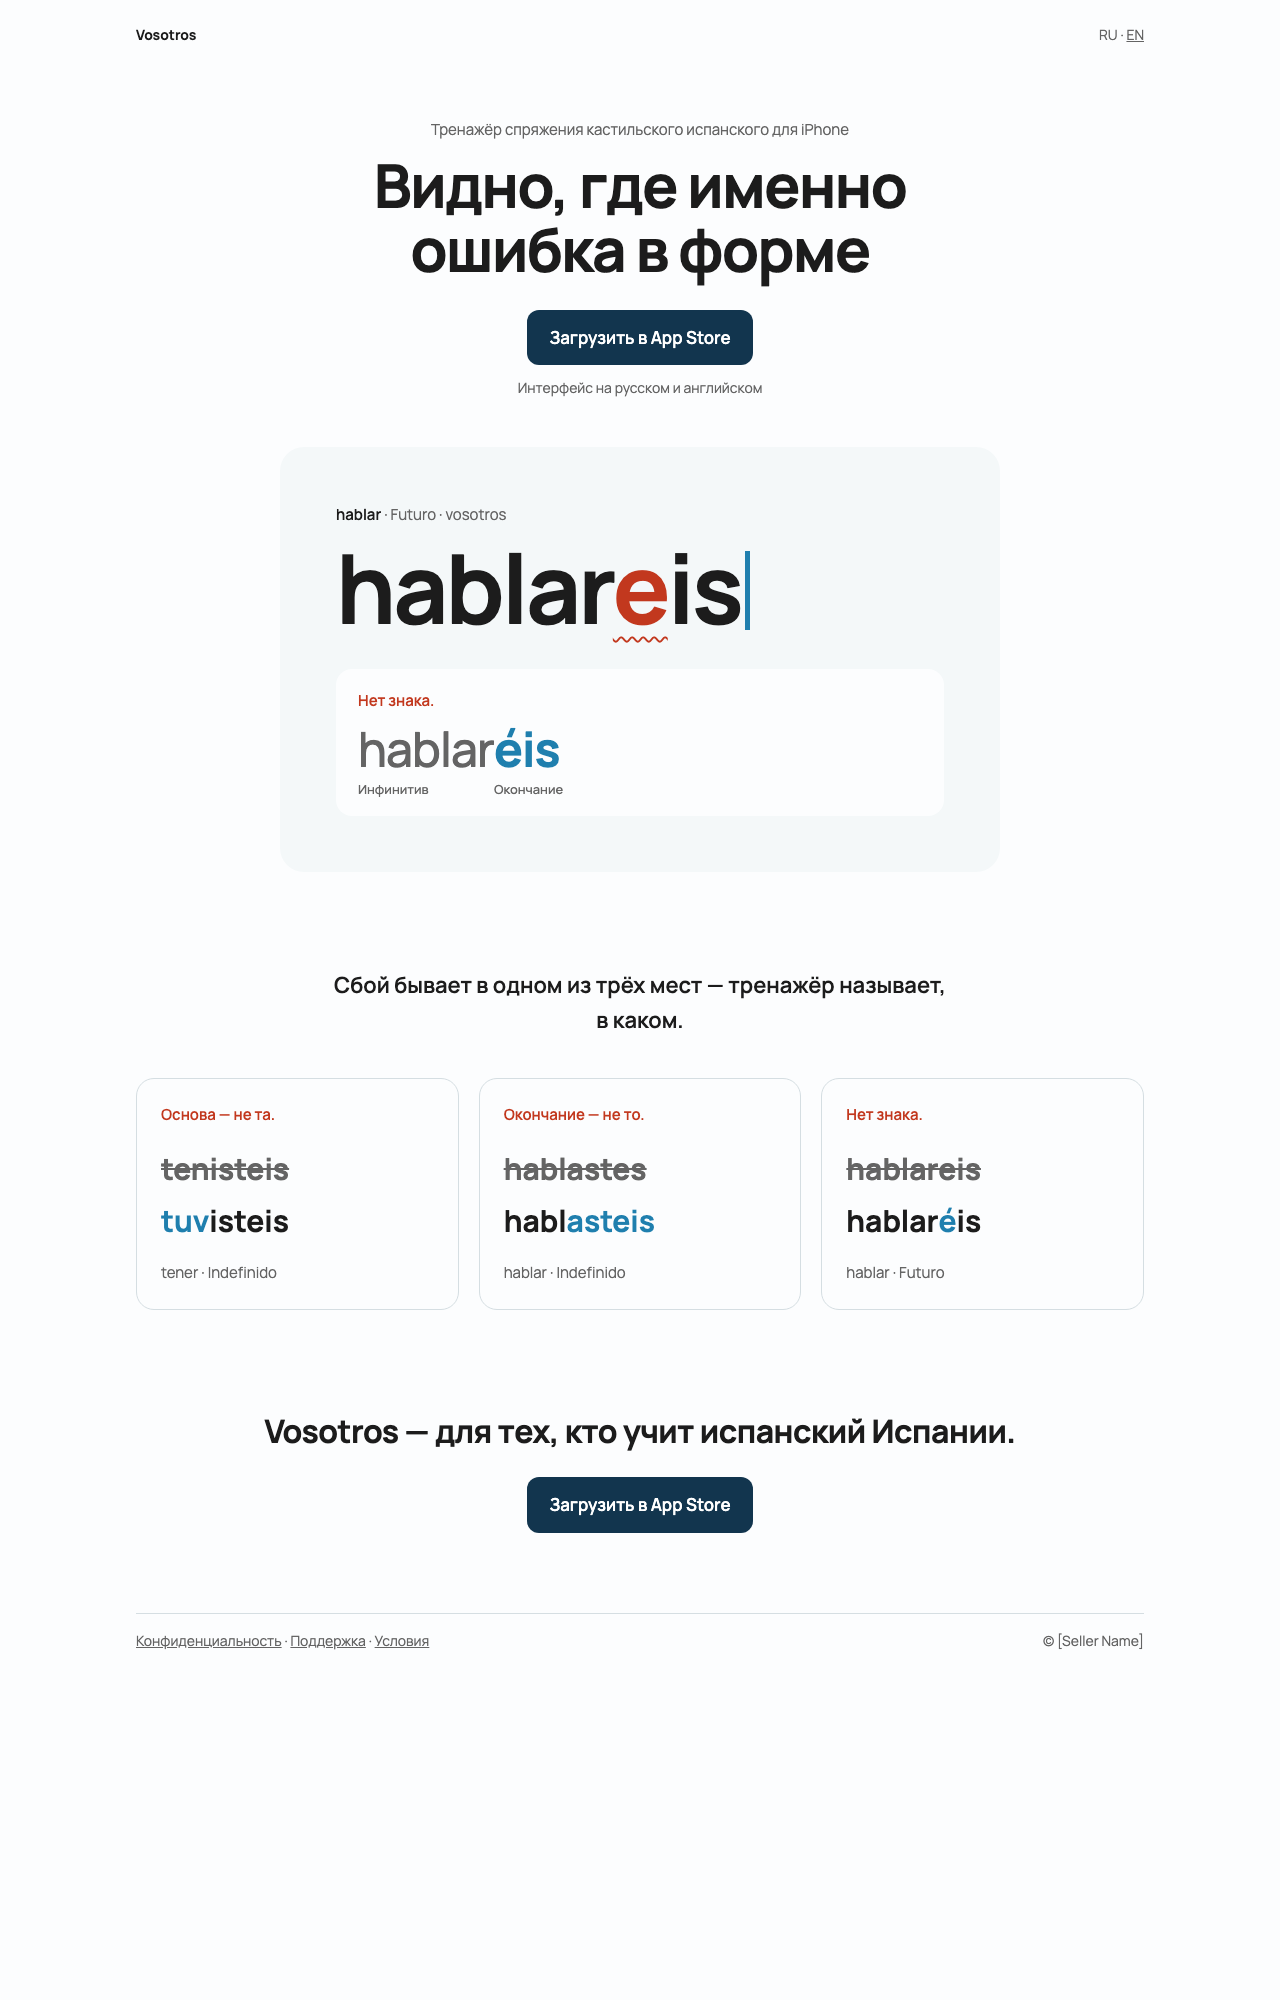 Vosotros
RU · EN
Тренажёр спряжения кастильского испанского для iPhone
Видно, где именно
ошибка в форме
Загрузить в App Store
Интерфейс на русском и английском
hablar · Futuro · vosotros
hablareis
Нет знака.
hablaréis
Инфинитив Окончание
Сбой бывает в одном из трёх мест — тренажёр называет,
в каком.
Основа — не та.
tenisteis
tuvisteis
tener · Indefinido
Окончание — не то.
hablastes
hablasteis
hablar · Indefinido
Нет знака.
hablareis
hablaréis
hablar · Futuro
Vosotros — для тех, кто учит испанский Испании.
Загрузить в App Store
Конфиденциальность · Поддержка · Условия
© [Seller Name]